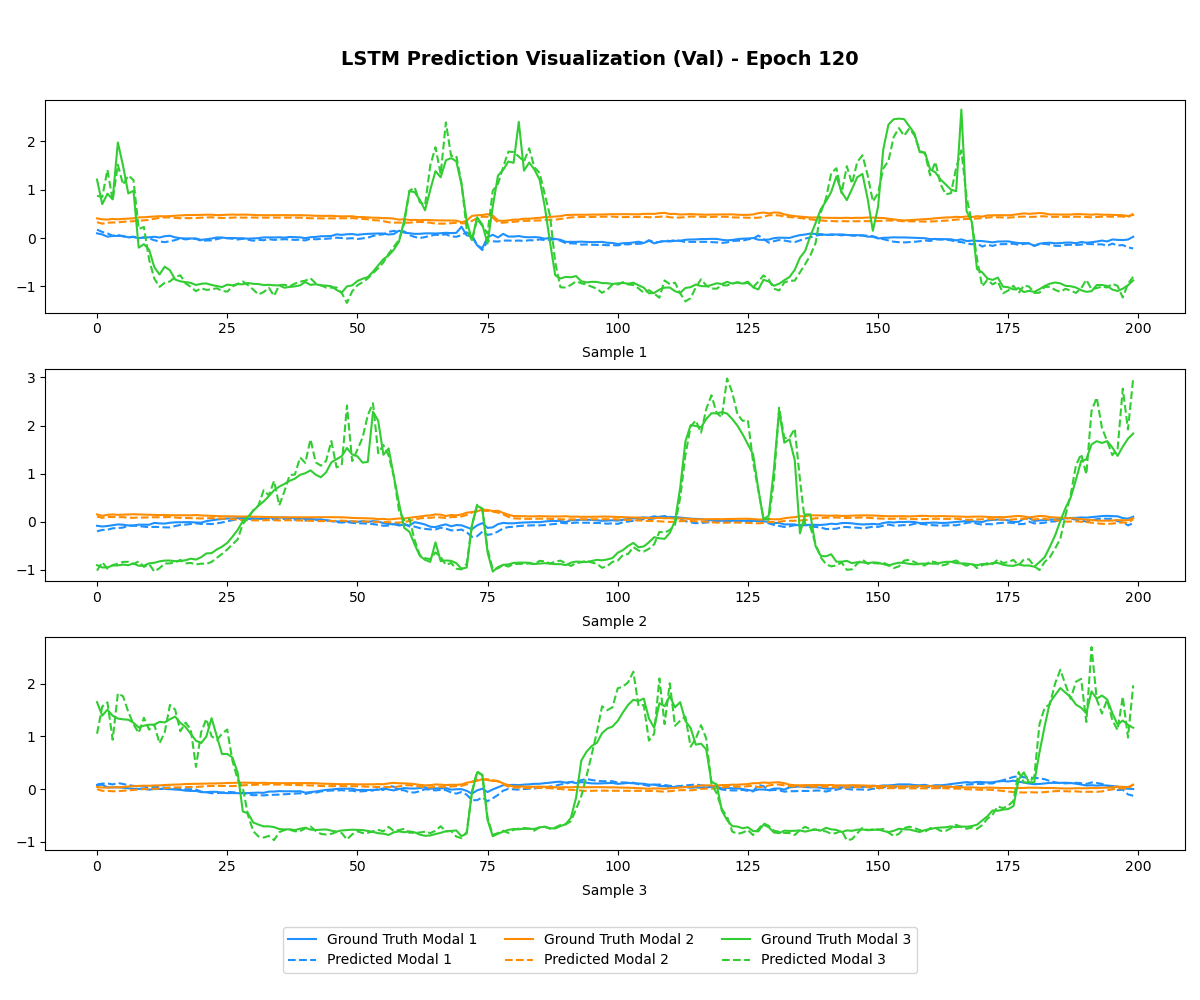 LSTM Prediction Visualization (Val) - Epoch 120
2
1
0
−1
0 25 50 75 100 125 150 175 200
Sample 1
3
2
1
0
−1
0 25 50 75 100 125 150 175 200
Sample 2
2
1
0
−1
0 25 50 75 100 125 150 175 200
Sample 3
Ground Truth Modal 1 Ground Truth Modal 2 Ground Truth Modal 3
Predicted Modal 1 Predicted Modal 2 Predicted Modal 3